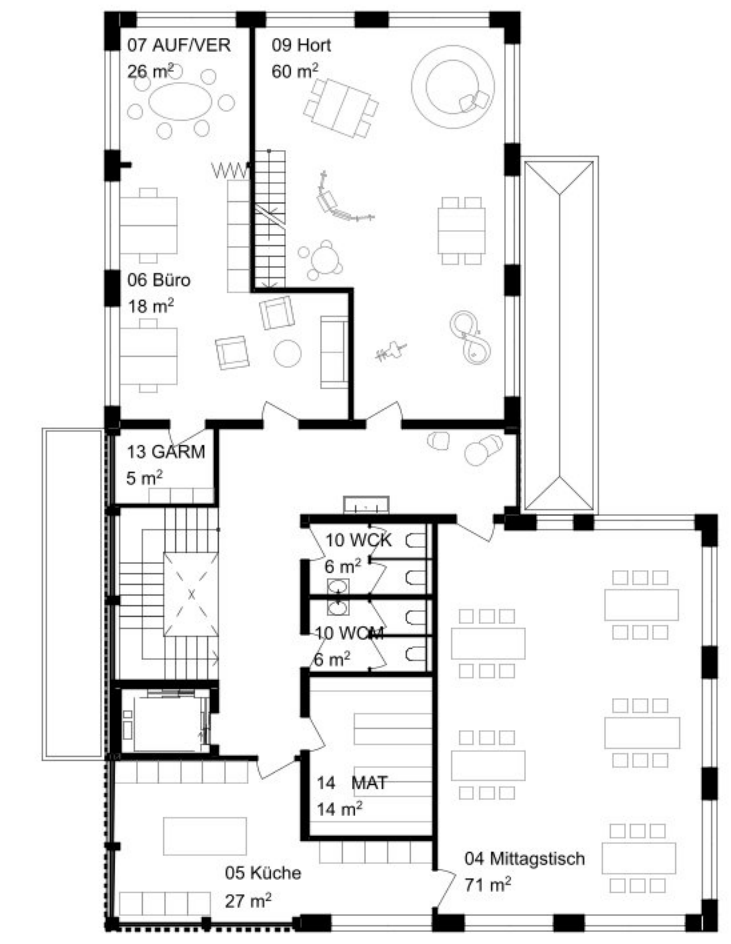 07 AUF/VER
26 m²
09 Hort
60 m²
06 Büro
18 m²
13 GARM
5 m²
10 WCK
6 m²
10 WCM
6 m²
14 MAT
14 m²
05 Küche
27 m²
04 Mittagstisch
71 m²